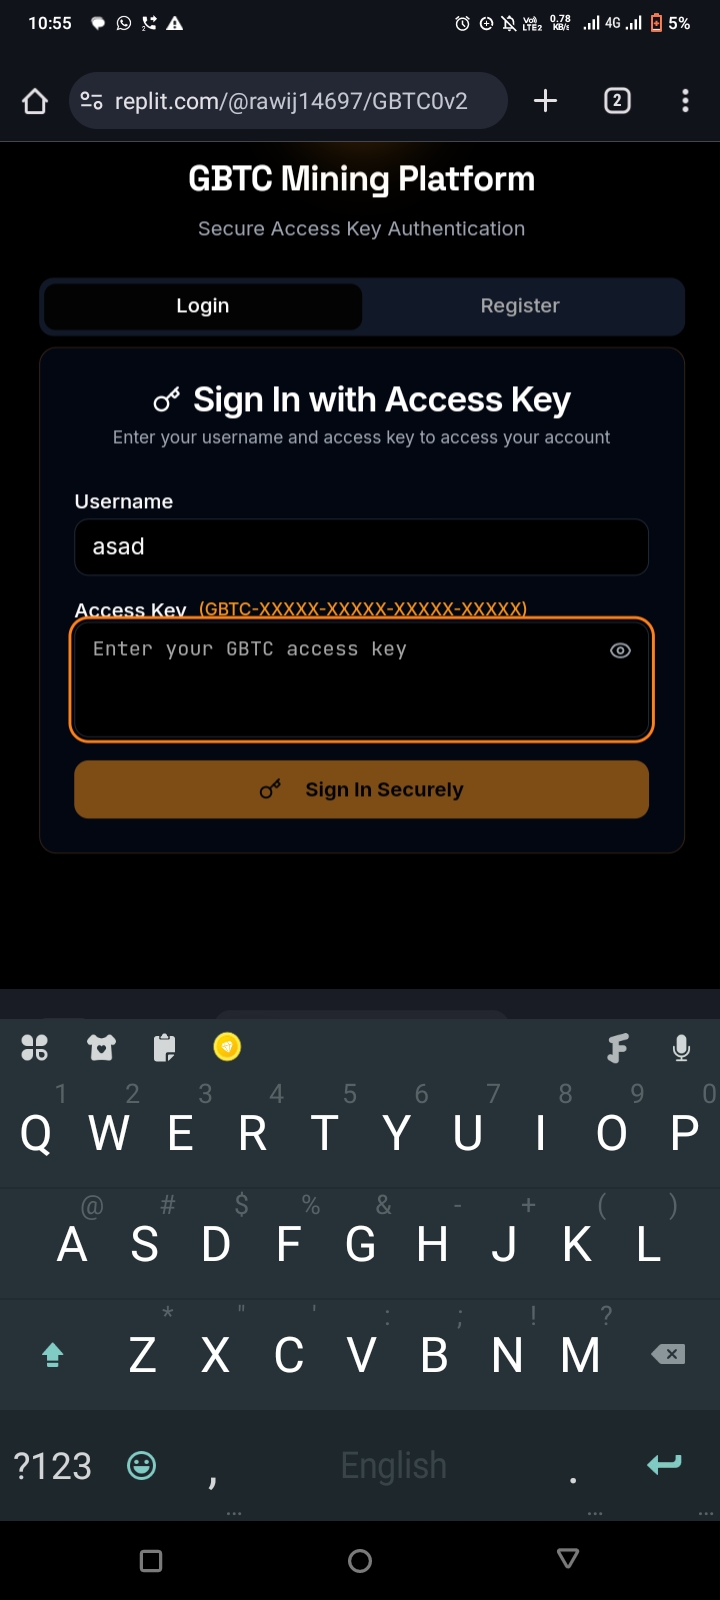 10:55 2 VoI) LTE2 0.78 KB/s 4G 5%
replit.com/@rawij14697/GBTC0v2 2
GBTC Mining Platform
Secure Access Key Authentication
Login Register
Sign In with Access Key
Enter your username and access key to access your account
Username
asad
Access Key (GBTC-XXXXX-XXXXX-XXXXX-XXXXX)
Enter your GBTC access key
Sign In Securely
1 2 3 4 5 6 7 8 9 0
Q W E R T Y U I O P
@ # $ % & - + ( )
A S D F G H J K L
* " ' : ; ! ?
Z X C V B N M
?123 , English .
... ... ...